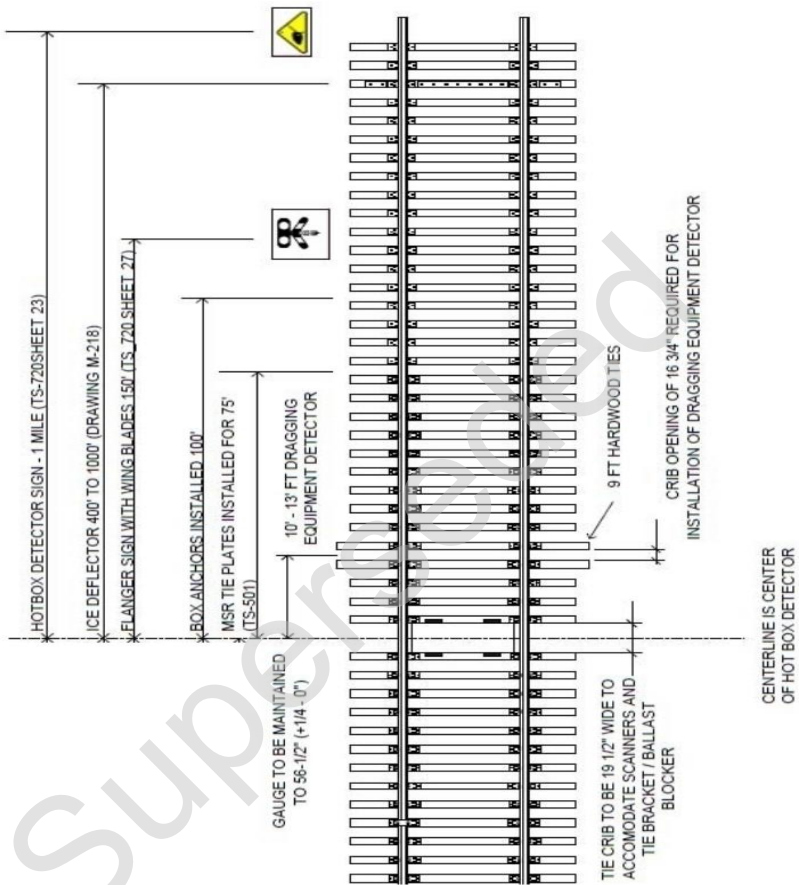 HOTBOX DETECTOR SIGN - 1 MILE (TS-720SHEET 23)
ICE DEFLECTOR 400' TO 1000' (DRAWING M-218)
FLANGER SIGN WITH WING BLADES 150' (TS_720 SHEET 27)
BOX ANCHORS INSTALLED 100'
MSR TIE PLATES INSTALLED FOR 75'
(TS-501)
10' - 13' FT DRAGGING
EQUIPMENT DETECTOR
GAUGE TO BE MAINTAINED
TO 56-1/2" (+1/4 - 0")
9 FT HARDWOOD TIES
CRIB OPENING OF 16 3/4" REQUIRED FOR
INSTALLATION OF DRAGGING EQUIPMENT DETECTOR
TIE CRIB TO BE 19 1/2" WIDE TO
ACCOMODATE SCANNERS AND
TIE BRACKET / BALLAST
BLOCKER
CENTERLINE IS CENTER
OF HOT BOX DETECTOR
Superseded